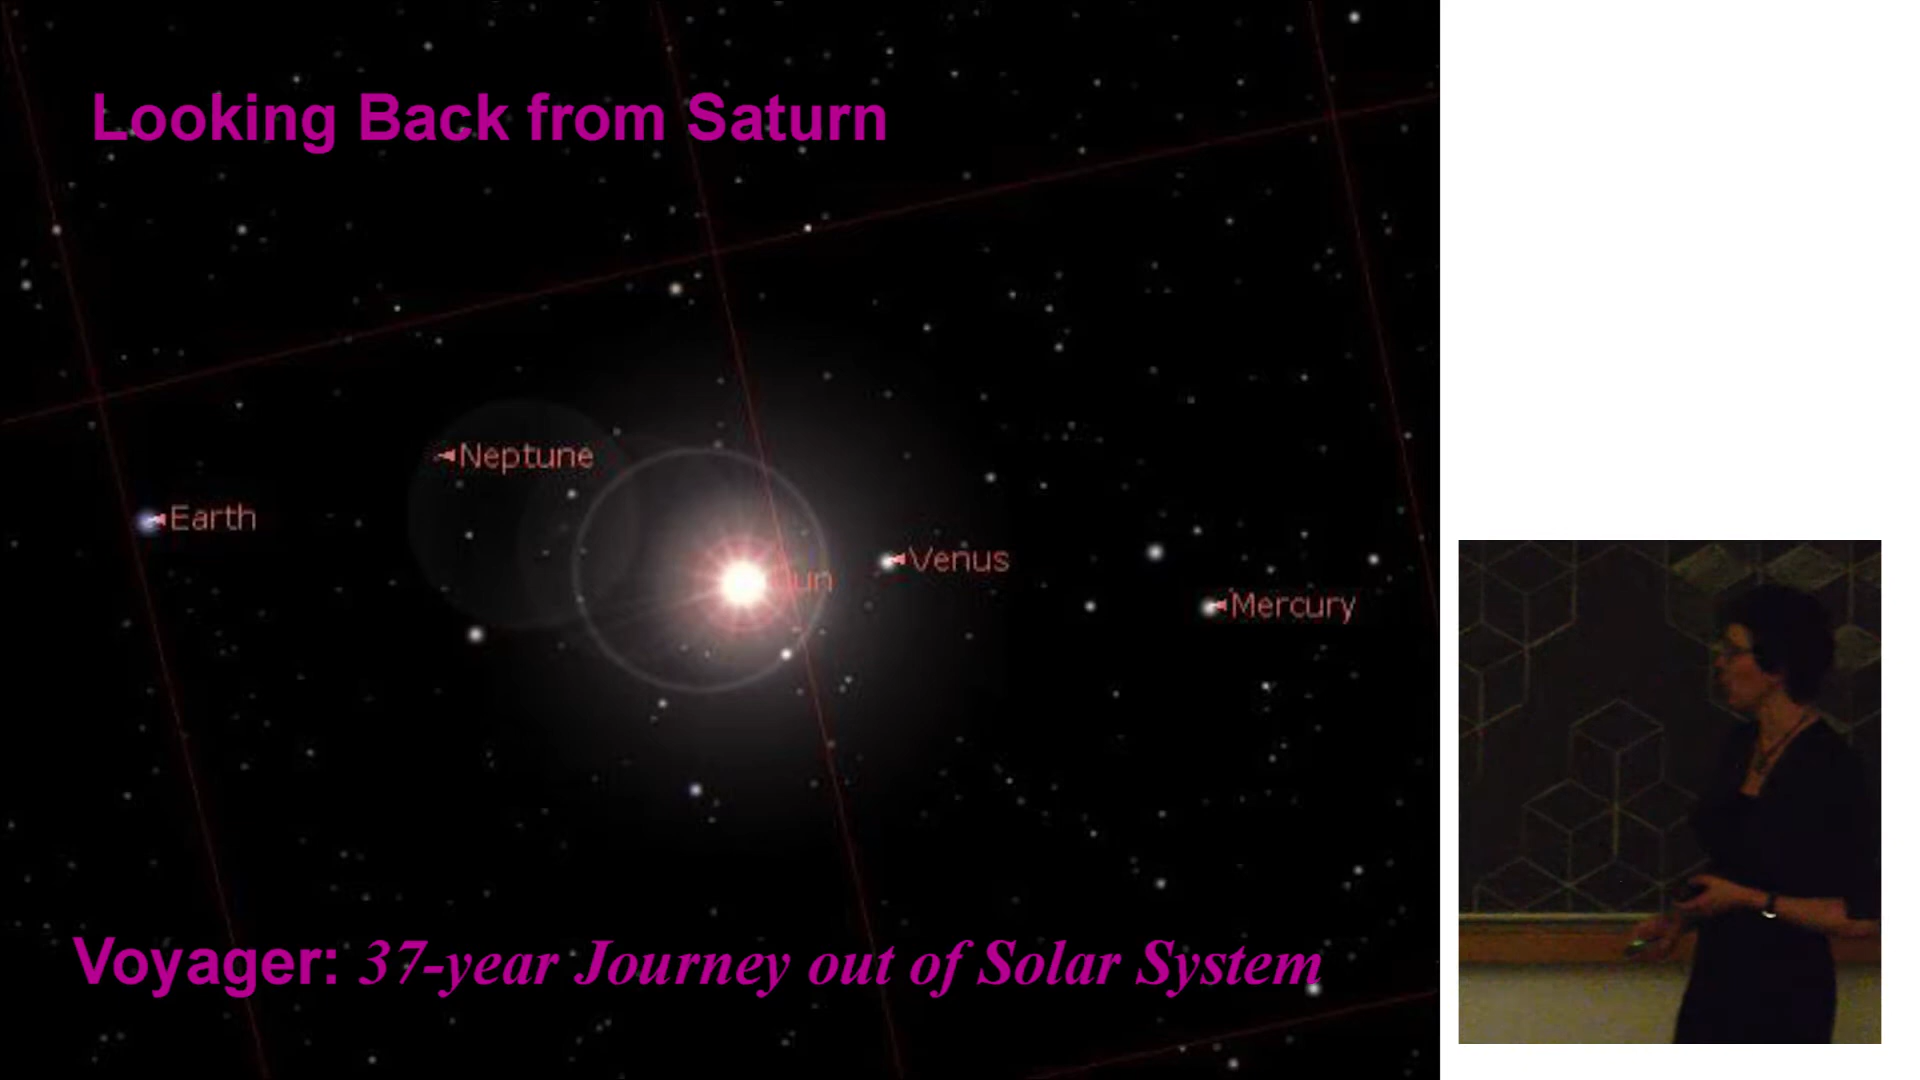 Looking Back from Saturn
Neptune
Earth
Venus
Mercury
Voyager: 37-year Journey out of Solar System